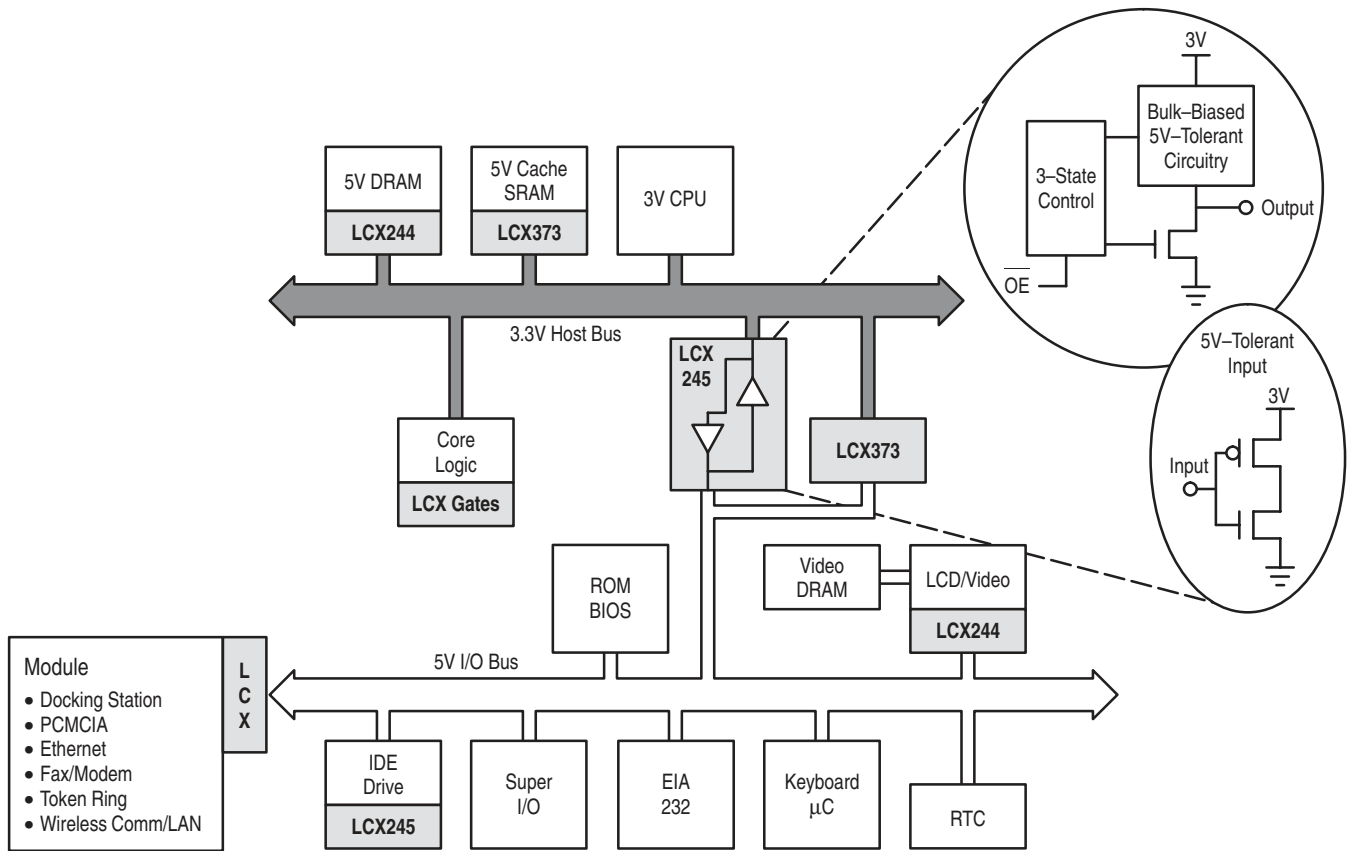 3V
Bulk–Biased
5V–Tolerant
Circuitry
3–State
Control
Output
OE
5V DRAM
LCX244
5V Cache
SRAM
LCX373
3V CPU
3.3V Host Bus
LCX
245
5V–Tolerant
Input
3V
Input
Core
Logic
LCX Gates
LCX373
ROM
BIOS
Video
DRAM
LCD/Video
LCX244
Module
• Docking Station
• PCMCIA
• Ethernet
• Fax/Modem
• Token Ring
• Wireless Comm/LAN
L
C
X
5V I/O Bus
IDE
Drive
LCX245
Super
I/O
EIA
232
Keyboard
μC
RTC